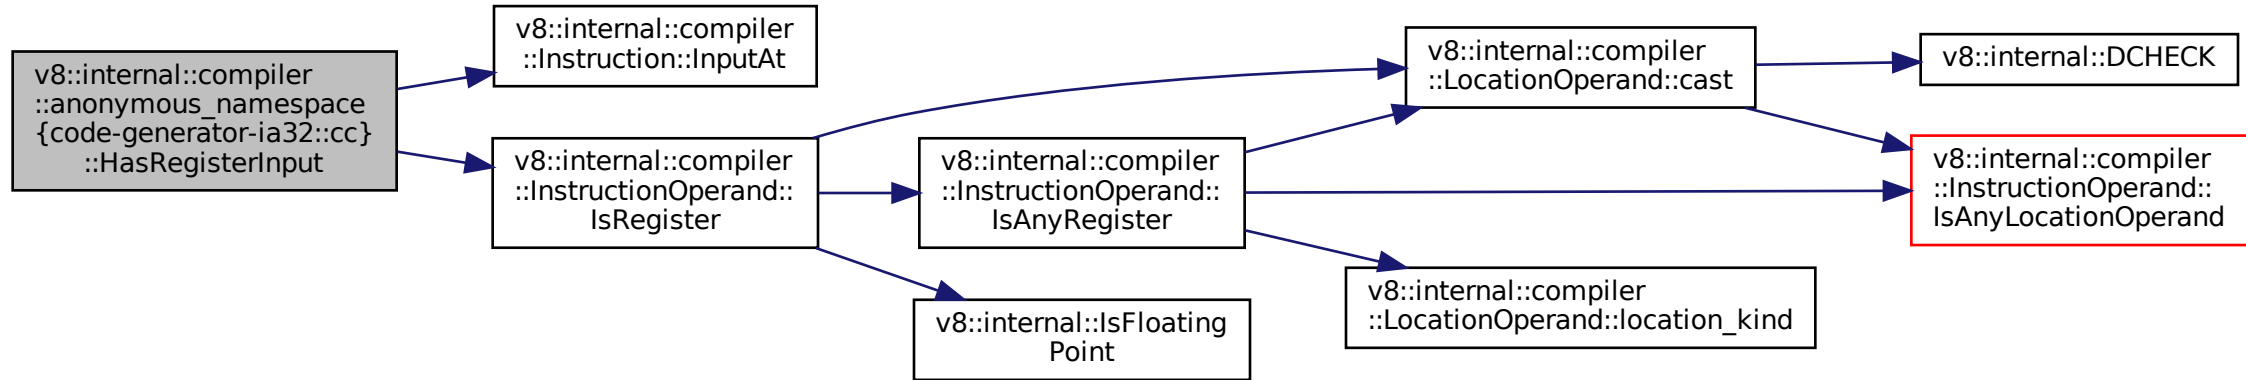 v8::internal::compiler
::anonymous_namespace
{code-generator-ia32::cc}
::HasRegisterInput
v8::internal::compiler
::Instruction::InputAt
v8::internal::compiler
::InstructionOperand::
IsRegister
v8::internal::compiler
::InstructionOperand::
IsAnyRegister
v8::internal::IsFloating
Point
v8::internal::compiler
::LocationOperand::cast
v8::internal::compiler
::LocationOperand::location_kind
v8::internal::DCHECK
v8::internal::compiler
::InstructionOperand::
IsAnyLocationOperand